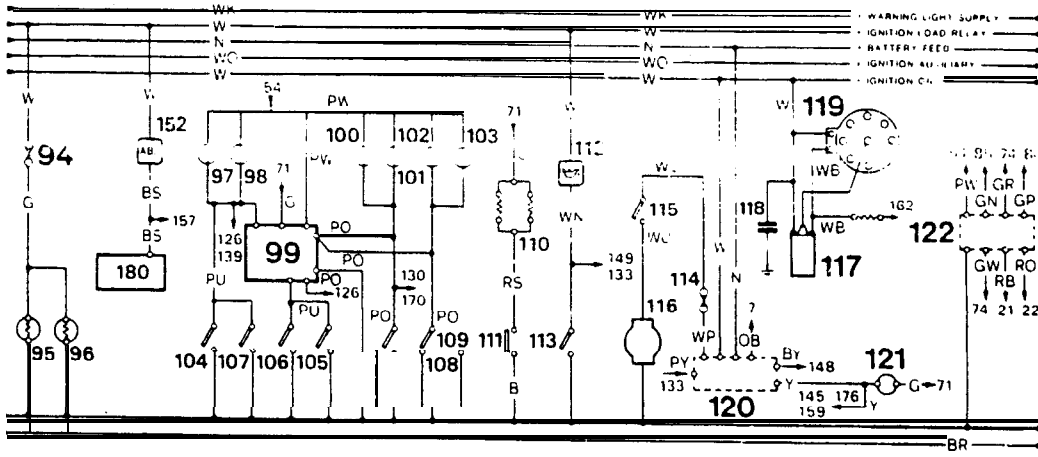 WK WK WARNING LIGHT SUPPLY
W W IGNITION LOAD RELAY
N N BATTERY FEED
WO WO IGNITION AUXILIARY
W W IGNITION ON
54
PW
W 152 100 102 103 71 W 112 W 119
94 AB 97 98 71 PW 101 WB
G BS 157 126 139 G PO 110 WN 115 118 WB 162 PW GN GR GP
BS 99 PO 149 133 WO W N 117 122
180 PU PO 126 130 170 RS 114 GW RB RO
PU PO PO 109 111 113 116 WP 7 OB 74 21 22
95 96 104 107 106 105 108 PY 133 BY 148 121
B 120 Y 145 159 176 Y G 71
BR